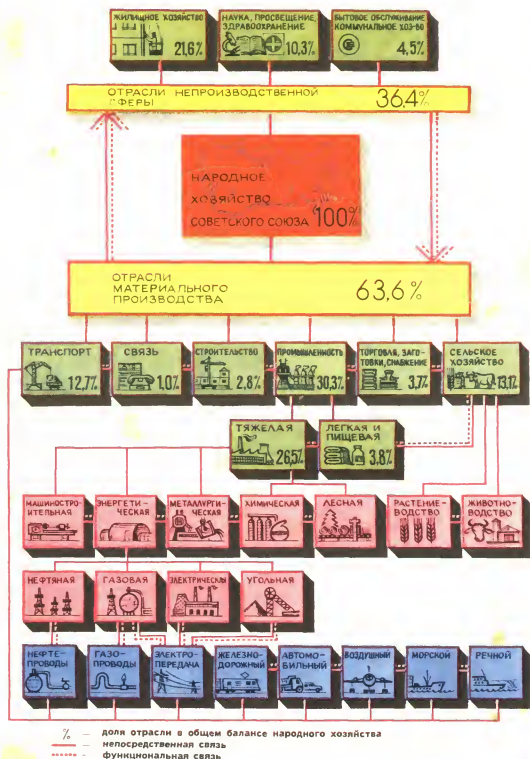 ЖИЛИЩНОЕ ХОЗЯЙСТВО
21,6%
НАУКА, ПРОСВЕЩЕНИЕ,
ЗДРАВООХРАНЕНИЕ
10,3%
БЫТОВОЕ ОБСЛУЖИВАНИЕ
КОММУНАЛЬНОЕ ХОЗ-ВО
4,5%
ОТРАСЛИ НЕПРОИЗВОДСТВЕННОЙ
СФЕРЫ
36,4%
НАРОДНОЕ
ХОЗЯЙСТВО
СОВЕТСКОГО СОЮЗА 100%
ОТРАСЛИ
МАТЕРИАЛЬНОГО
ПРОИЗВОДСТВА
63,6%
ТРАНСПОРТ
12,7%
СВЯЗЬ
1,0%
СТРОИТЕЛЬСТВО
2,8%
ПРОМЫШЛЕННОСТЬ
30,3%
ТОРГОВЛЯ, ЗАГО-
ТОВКИ, СНАБЖЕНИЕ
3,7%
СЕЛЬСКОЕ
ХОЗЯЙСТВО
13,1%
ТЯЖЕЛАЯ
26,5%
ЛЕГКАЯ И
ПИЩЕВАЯ
3,8%
МАШИНОСТРО-
ИТЕЛЬНАЯ
ЭНЕРГЕТИ-
ЧЕСКАЯ
МЕТАЛЛУРГИ-
ЧЕСКАЯ
ХИМИЧЕСКАЯ
ЛЕСНАЯ
РАСТЕНИЕ-
ВОДСТВО
ЖИВОТНО-
ВОДСТВО
НЕФТЯНАЯ
ГАЗОВАЯ
ЭЛЕКТРИЧЕСКАЯ
УГОЛЬНАЯ
НЕФТЕ-
ПРОВОДЫ
ГАЗО-
ПРОВОДЫ
ЭЛЕКТРО-
ПЕРЕДАЧА
ЖЕЛЕЗНО-
ДОРОЖНЫЙ
АВТОМО-
БИЛЬНЫЙ
ВОЗДУШНЫЙ
МОРСКОЙ
РЕЧНОЙ
% – доля отрасли в общем балансе народного хозяйства
– непосредственная связь
– функциональная связь